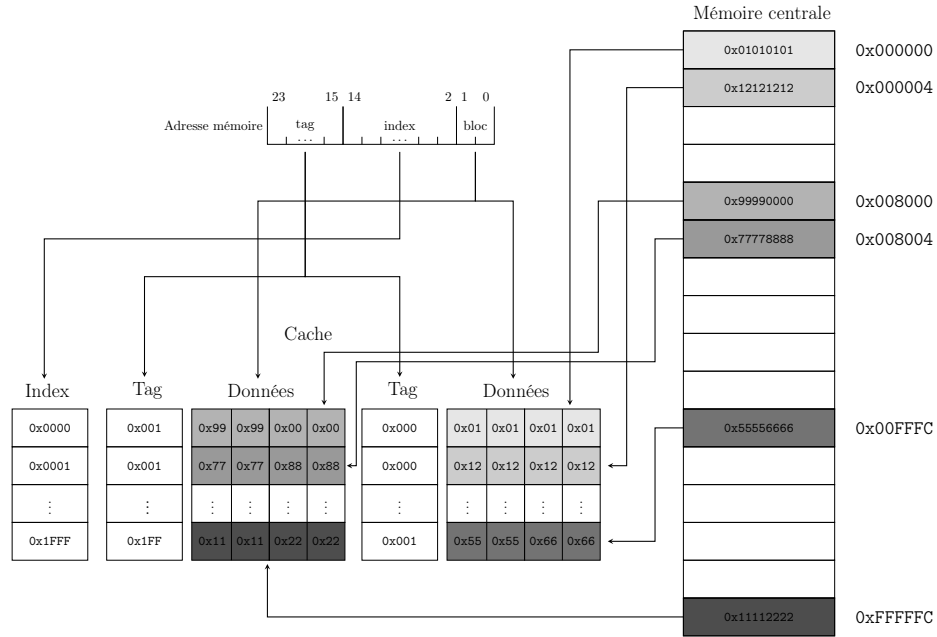 Mémoire centrale
0x01010101 0x000000
0x12121212 0x000004
23 15 14 2 1 0
Adresse mémoire tag index bloc
... ...
0x99990000 0x008000
0x77778888 0x008004
Cache
Index Tag Données Tag Données
0x0000 0x001 0x99 0x99 0x00 0x00 0x000 0x01 0x01 0x01 0x01 0x55556666 0x00FFFC
0x0001 0x001 0x77 0x77 0x88 0x88 0x000 0x12 0x12 0x12 0x12
⋮ ⋮ ⋮ ⋮ ⋮ ⋮ ⋮ ⋮ ⋮ ⋮ ⋮
0x1FFF 0x1FF 0x11 0x11 0x22 0x22 0x001 0x55 0x55 0x66 0x66
0x11112222 0xFFFFFC